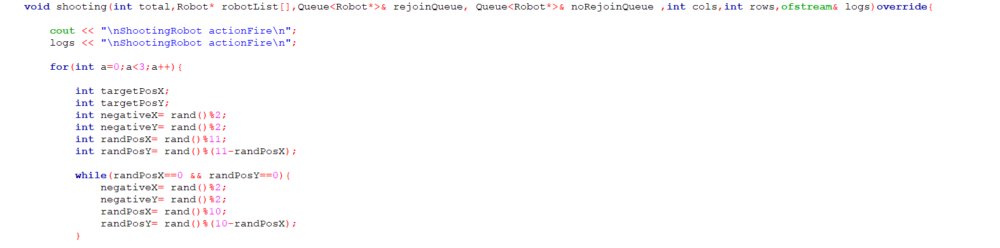 void shooting(int total,Robot* robotList[],Queue<Robot*>& rejoinQueue, Queue<Robot*>& noRejoinQueue ,int cols,int rows,ofstream& logs)override{
cout << "\nShootingRobot actionFire\n";
logs << "\nShootingRobot actionFire\n";
for(int a=0;a<3;a++){
int targetPosX;
int targetPosY;
int negativeX= rand()%2;
int negativeY= rand()%2;
int randPosX= rand()%11;
int randPosY= rand()%(11-randPosX);
while(randPosX==0 && randPosY==0){
negativeX= rand()%2;
negativeY= rand()%2;
randPosX= rand()%10;
randPosY= rand()%(10-randPosX);
}